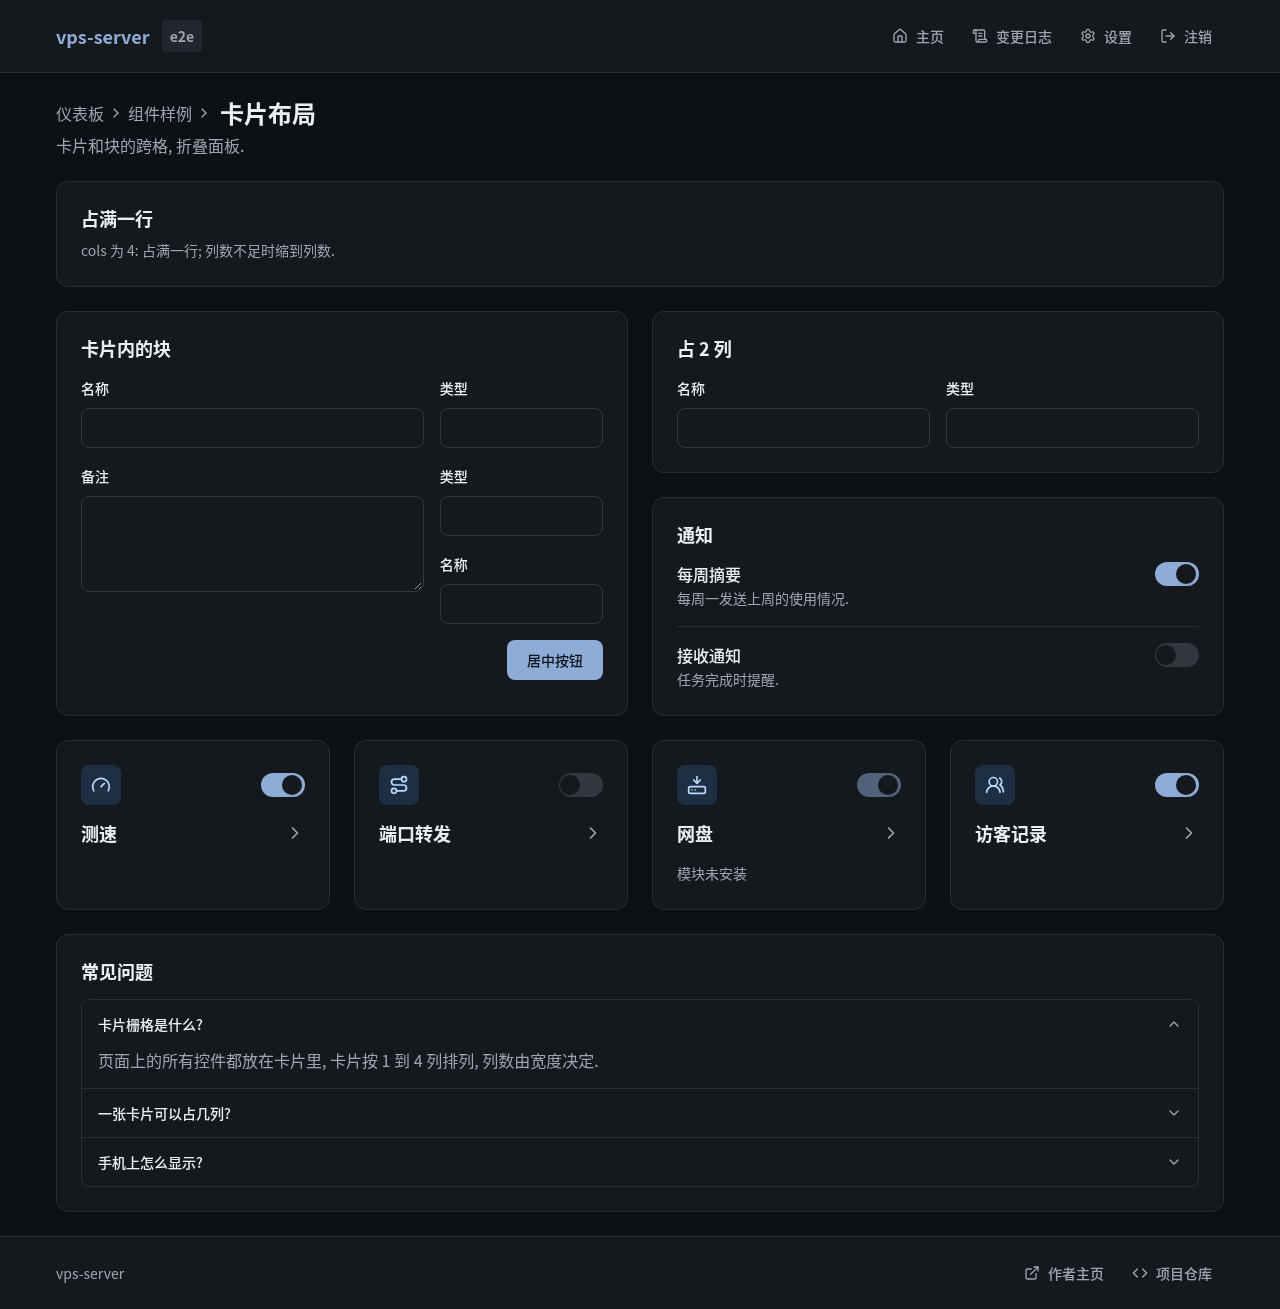 vps-server e2e 主页 变更日志 设置 注销
仪表板 组件样例 卡片布局
卡片和块的跨格, 折叠面板.
占满一行
cols 为 4: 占满一行; 列数不足时缩到列数.
卡片内的块
名称 类型
备注 类型
名称
居中按钮
占 2 列
名称 类型
通知
每周摘要
每周一发送上周的使用情况.
接收通知
任务完成时提醒.
测速
端口转发
网盘
模块未安装
访客记录
常见问题
卡片栅格是什么?
页面上的所有控件都放在卡片里, 卡片按 1 到 4 列排列, 列数由宽度决定.
一张卡片可以占几列?
手机上怎么显示?
vps-server 作者主页 项目仓库